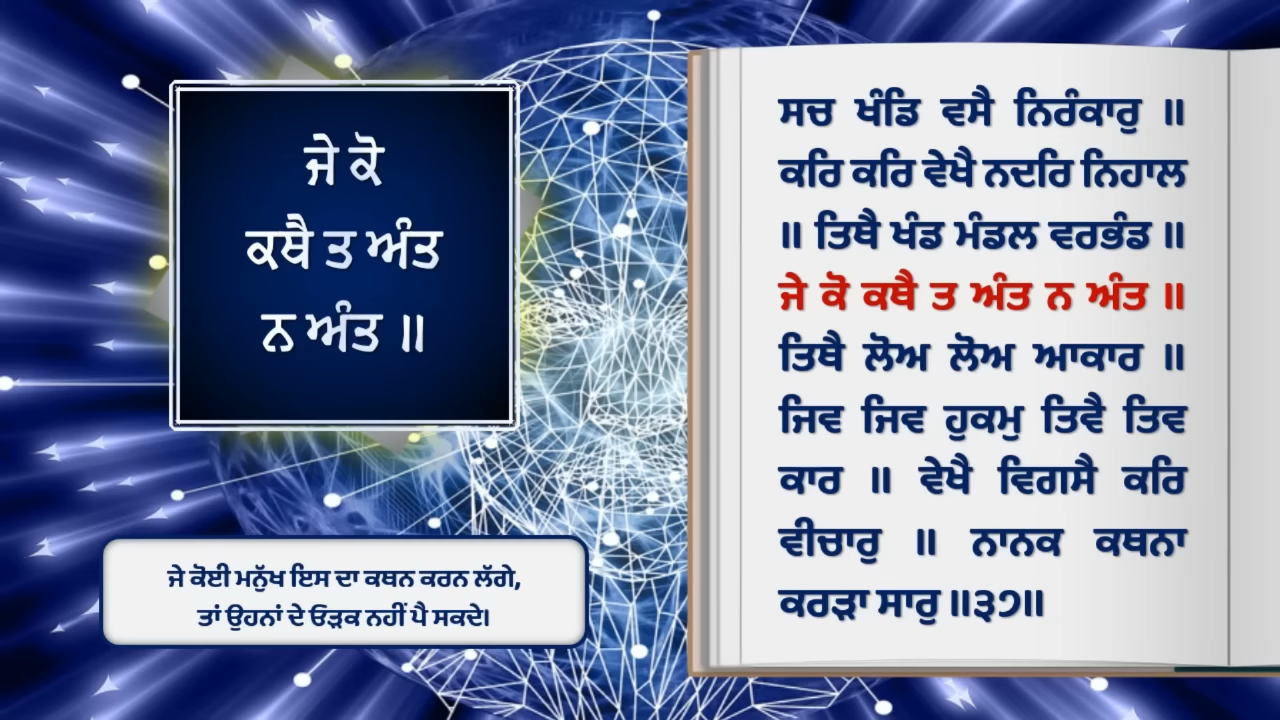 ਜੇ ਕੋ
ਕਥੈ ਤ ਅੰਤ
ਨ ਅੰਤ ॥
ਜੇ ਕੋਈ ਮਨੁੱਖ ਇਸ ਦਾ ਕਥਨ ਕਰਨ ਲੱਗੇ,
ਤਾਂ ਉਹਨਾਂ ਦੇ ਓੜਕ ਨਹੀਂ ਪੈ ਸਕਦੇ।
ਸਚ ਖੰਡਿ ਵਸੈ ਨਿਰੰਕਾਰੁ ॥
ਕਰਿ ਕਰਿ ਵੇਖੈ ਨਦਰਿ ਨਿਹਾਲ
॥ ਤਿਥੈ ਖੰਡ ਮੰਡਲ ਵਰਭੰਡ ॥
ਜੇ ਕੋ ਕਥੈ ਤ ਅੰਤ ਨ ਅੰਤ ॥
ਤਿਥੈ ਲੋਅ ਲੋਅ ਆਕਾਰ ॥
ਜਿਵ ਜਿਵ ਹੁਕਮੁ ਤਿਵੈ ਤਿਵ
ਕਾਰ ॥ ਵੇਖੈ ਵਿਗਸੈ ਕਰਿ
ਵੀਚਾਰੁ ॥ ਨਾਨਕ ਕਥਨਾ
ਕਰੜਾ ਸਾਰੁ ॥੩੭॥